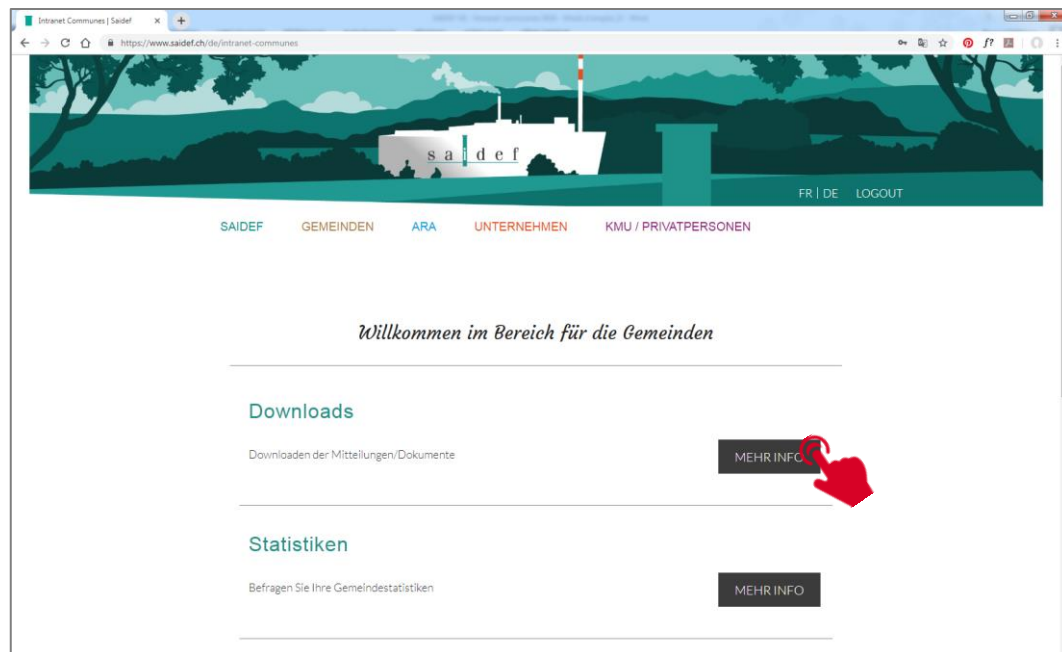 Intranet Communes | Saidef
https://www.saidef.ch/de/intranet-communes
saidef
FR | DE LOGOUT
SAIDEF GEMEINDEN ARA UNTERNEHMEN KMU / PRIVATPERSONEN
Willkommen im Bereich für die Gemeinden
Downloads
Downloaden der Mitteilungen/Dokumente
MEHR INFO
Statistiken
Befragen Sie Ihre Gemeindestatistiken
MEHR INFO